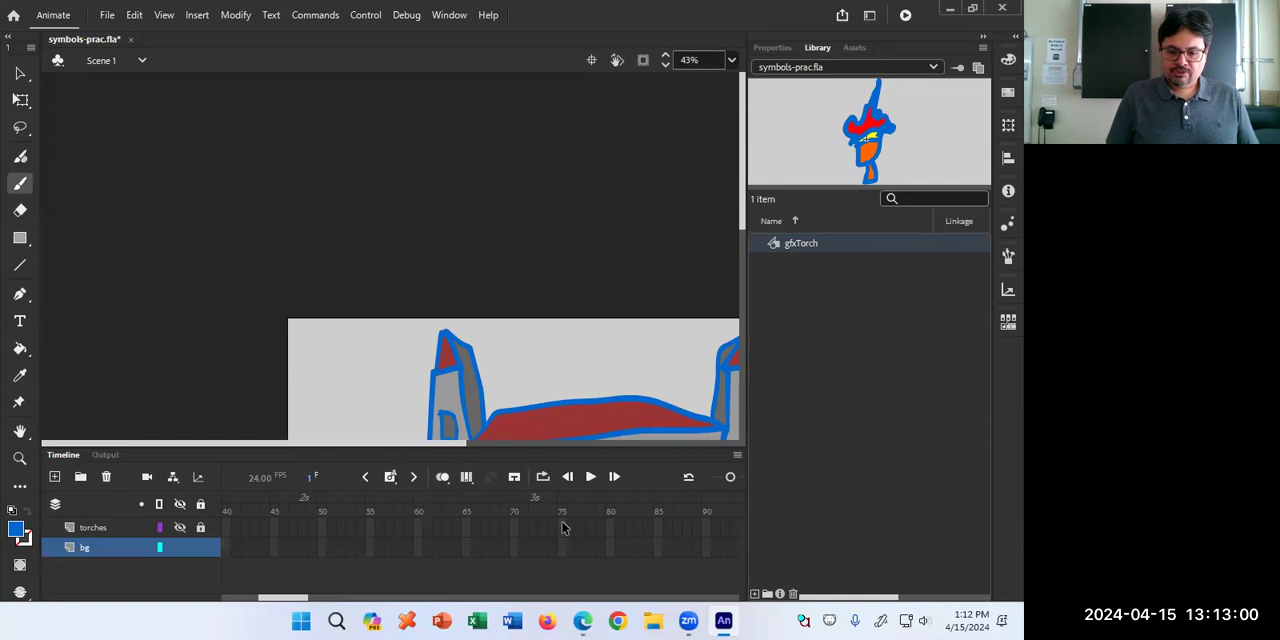 Animate File Edit View Insert Modify Text Commands Control Debug Window Help
symbols-prac.fla* ×
Scene 1 43%
Properties Library Assets
symbols-prac.fla
1 item
Name Linkage
gfxTorch
Timeline Output
24.00 FPS 1 F
2s 3s
40 45 50 55 60 65 70 75 80 85 90
torches
bg
1:12 PM
4/15/2024
2024-04-15 13:13:00